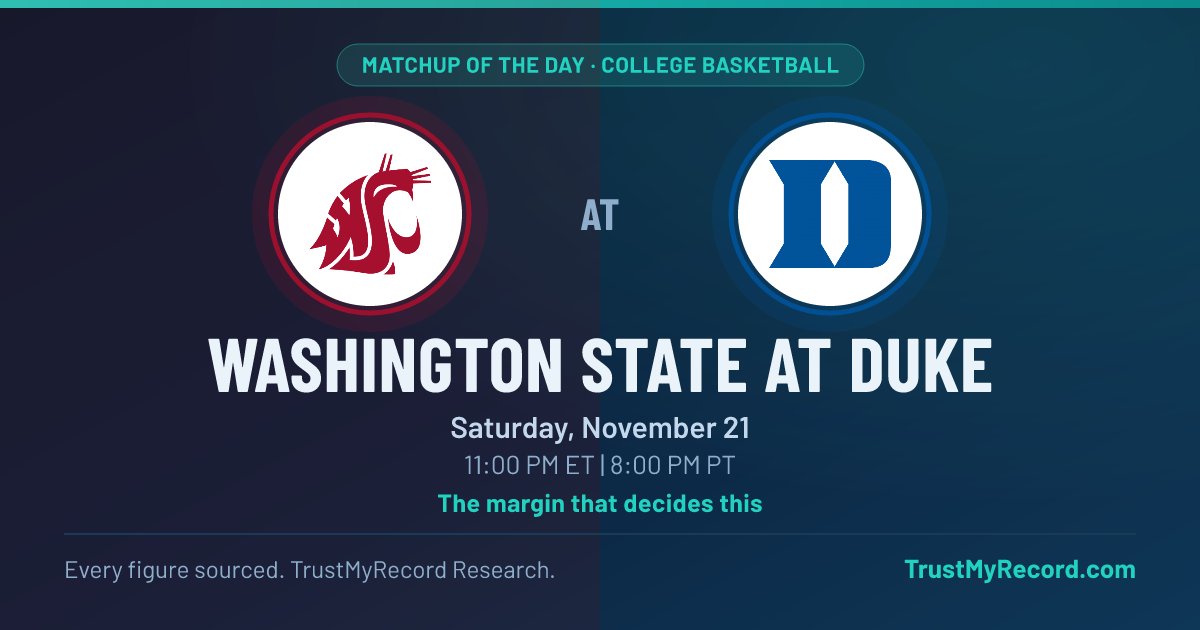 MATCHUP OF THE DAY · COLLEGE BASKETBALL
WSC
AT
D
WASHINGTON STATE AT DUKE
Saturday, November 21
11:00 PM ET | 8:00 PM PT
The margin that decides this
Every figure sourced. TrustMyRecord Research.
TrustMyRecord.com